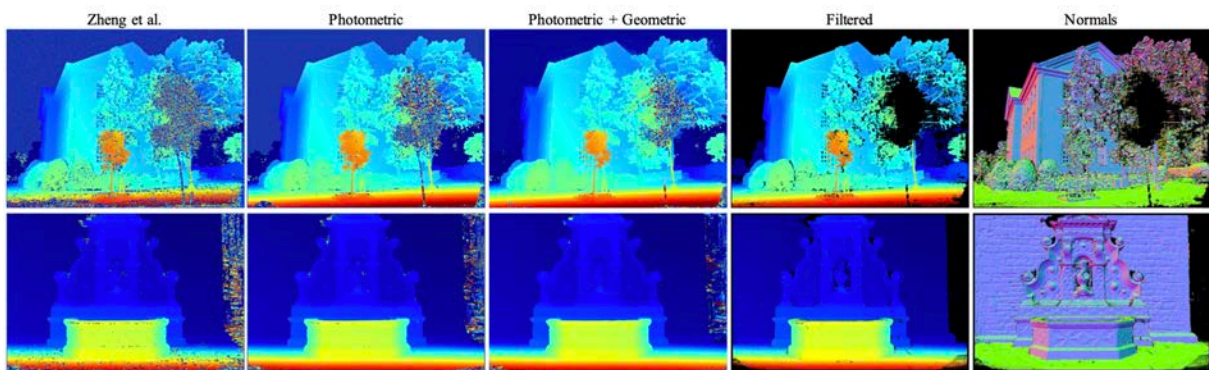 Zheng et al.
Photometric
Photometric + Geometric
Filtered
Normals